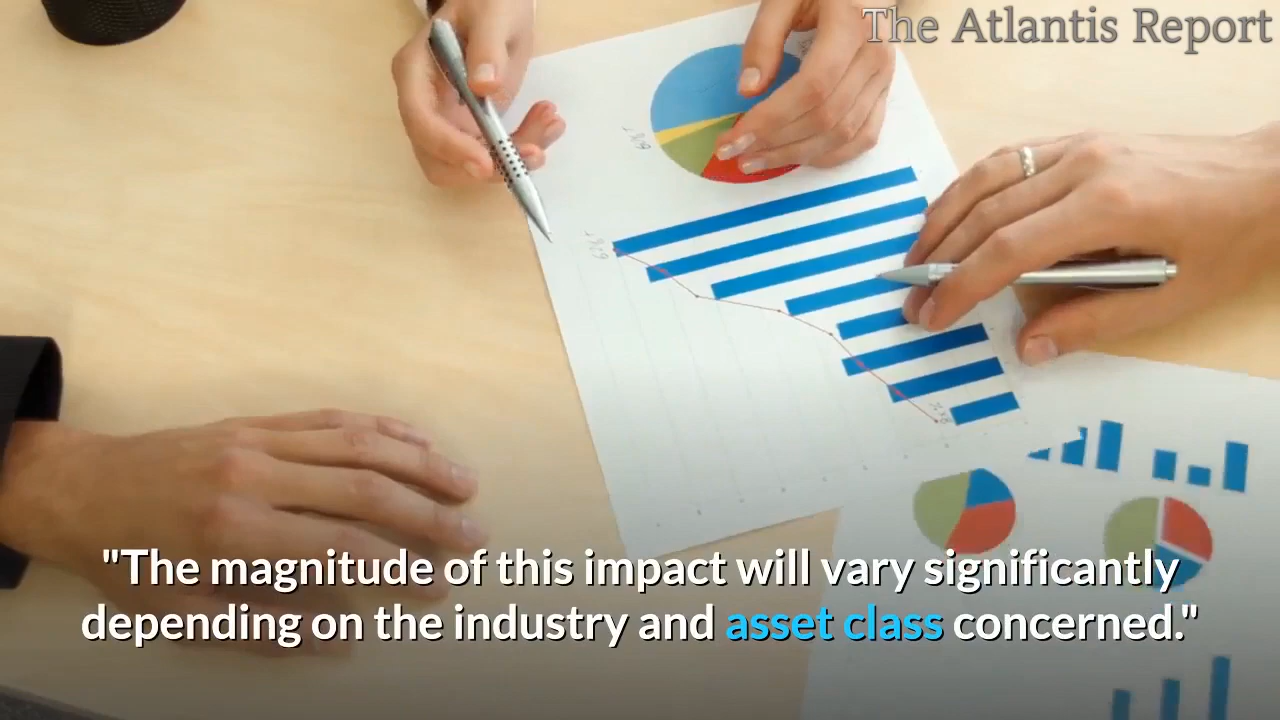 The Atlantis Report
"The magnitude of this impact will vary significantly
depending on the industry and asset class concerned."